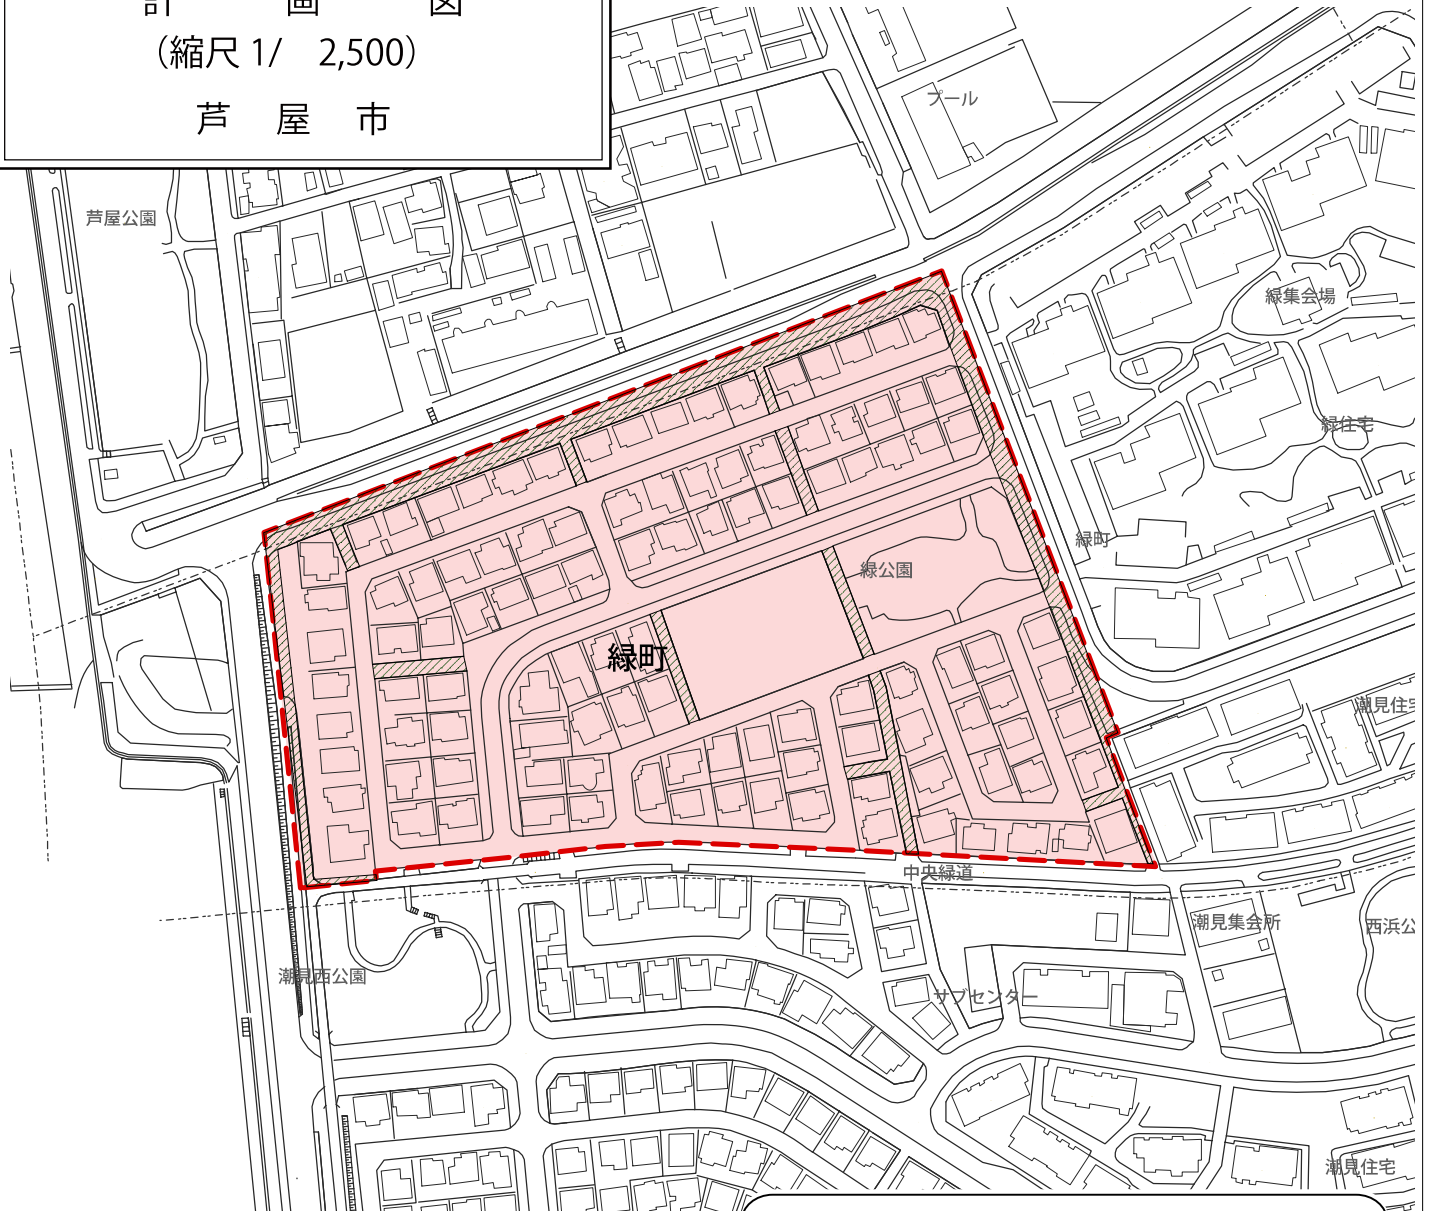 計 画 図
（縮尺 1/ 2,500）
芦 屋 市
プール
芦屋公園
緑集会場
緑住宅
緑町
緑公園
緑町
潮見住宅
中央緑道
潮見集会所
西浜公
潮見西公園
サブセンター
潮見住宅